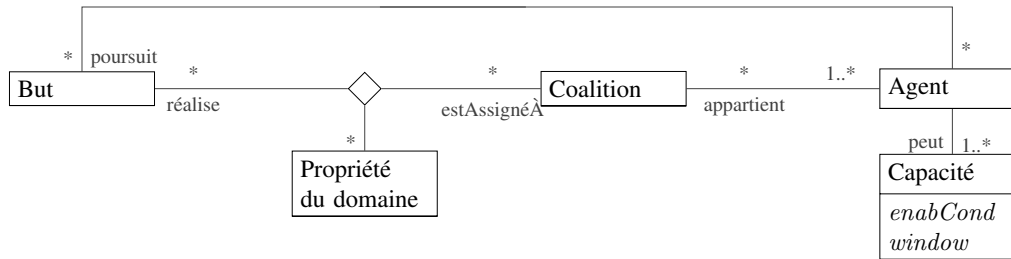 * poursuit *
But * * Coalition * 1..* Agent
réalise estAssignéÀ appartient
* peut 1..*
Propriété
du domaine
Capacité
enabCond
window